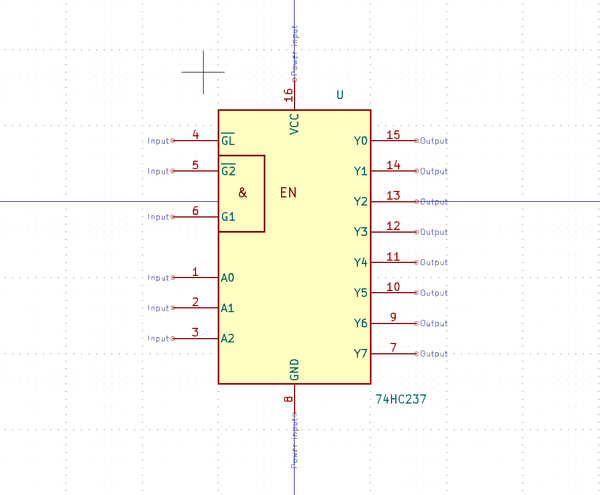 Power input
16
U
VCC
Input 4 GL Y0 15 Output
Input 5 G2 Y1 14 Output
& EN Y2 13 Output
Input 6 G1 Y3 12 Output
Y4 11 Output
Input 1 A0 Y5 10 Output
Input 2 A1 Y6 9 Output
Input 3 A2 Y7 7 Output
GND
8
74HC237
Power input